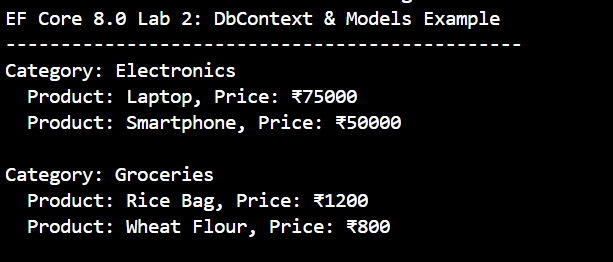 EF Core 8.0 Lab 2: DbContext & Models Example
-----------------------------------------------
Category: Electronics
  Product: Laptop, Price: ₹75000
  Product: Smartphone, Price: ₹50000

Category: Groceries
  Product: Rice Bag, Price: ₹1200
  Product: Wheat Flour, Price: ₹800